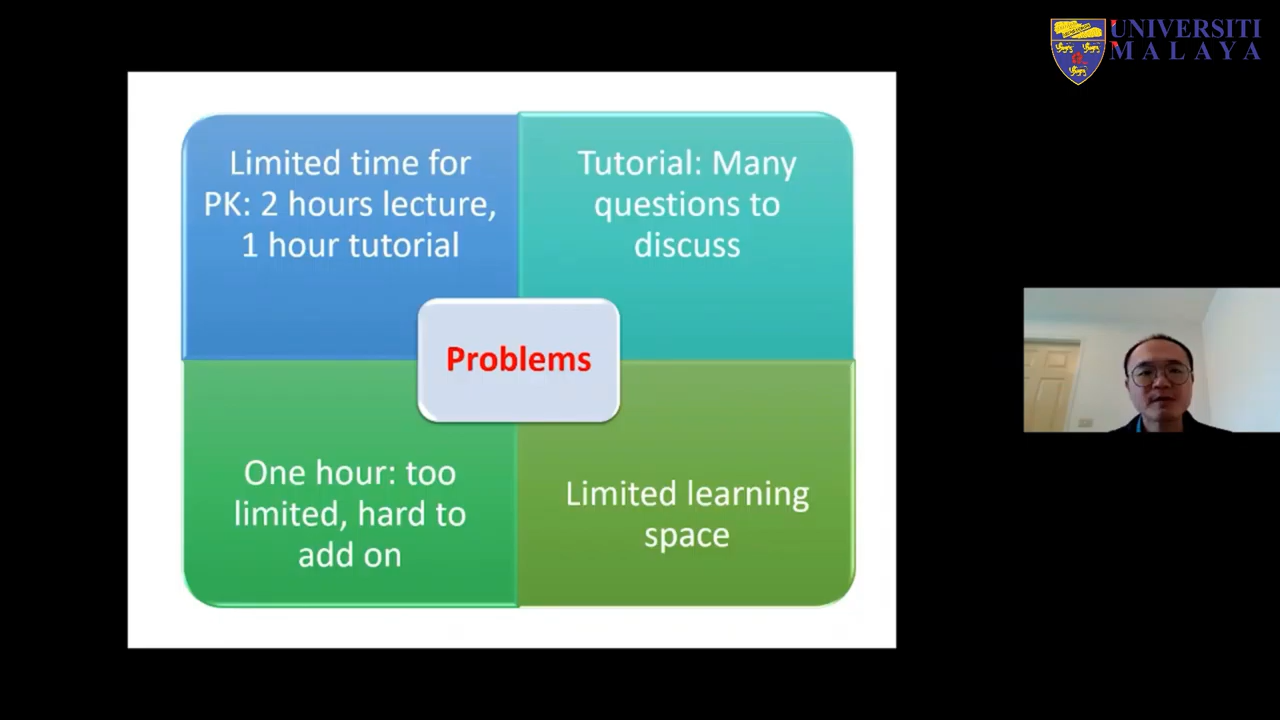 UNIVERSITI
MALAYA
Limited time for
PK: 2 hours lecture,
1 hour tutorial
Tutorial: Many
questions to
discuss
Problems
One hour: too
limited, hard to
add on
Limited learning
space